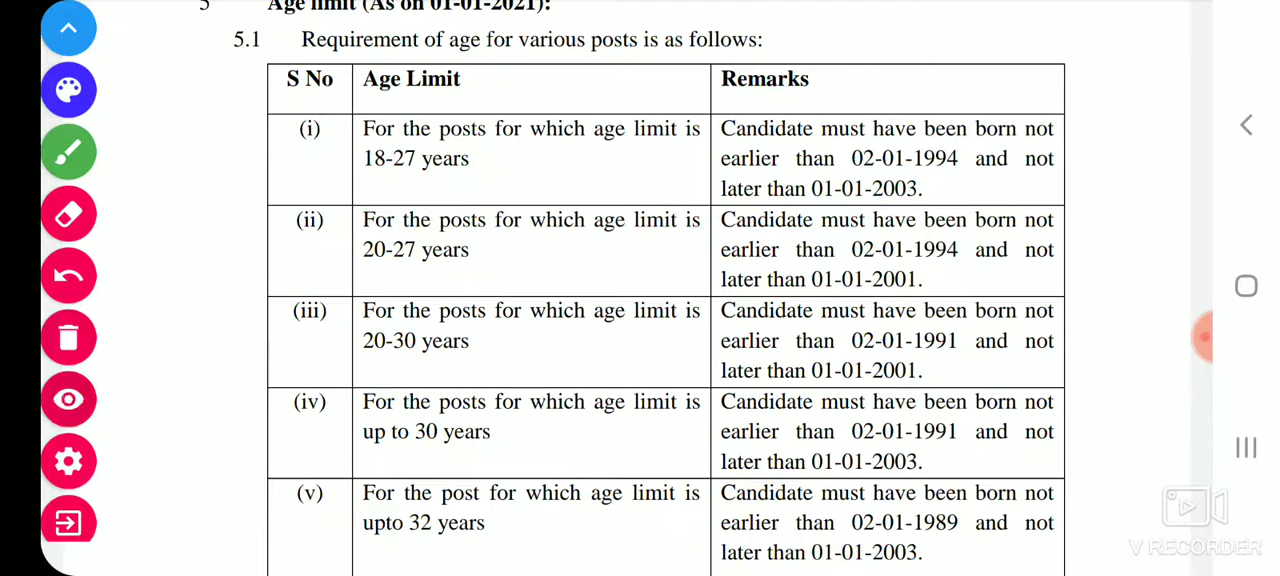 5 Age limit (As on 01-01-2021):
5.1 Requirement of age for various posts is as follows:
S No Age Limit Remarks
(i) For the posts for which age limit is Candidate must have been born not
18-27 years earlier than 02-01-1994 and not
later than 01-01-2003.
(ii) For the posts for which age limit is Candidate must have been born not
20-27 years earlier than 02-01-1994 and not
later than 01-01-2001.
(iii) For the posts for which age limit is Candidate must have been born not
20-30 years earlier than 02-01-1991 and not
later than 01-01-2001.
(iv) For the posts for which age limit is Candidate must have been born not
up to 30 years earlier than 02-01-1991 and not
later than 01-01-2003.
(v) For the post for which age limit is Candidate must have been born not
upto 32 years earlier than 02-01-1989 and not
later than 01-01-2003.
V RECORDER